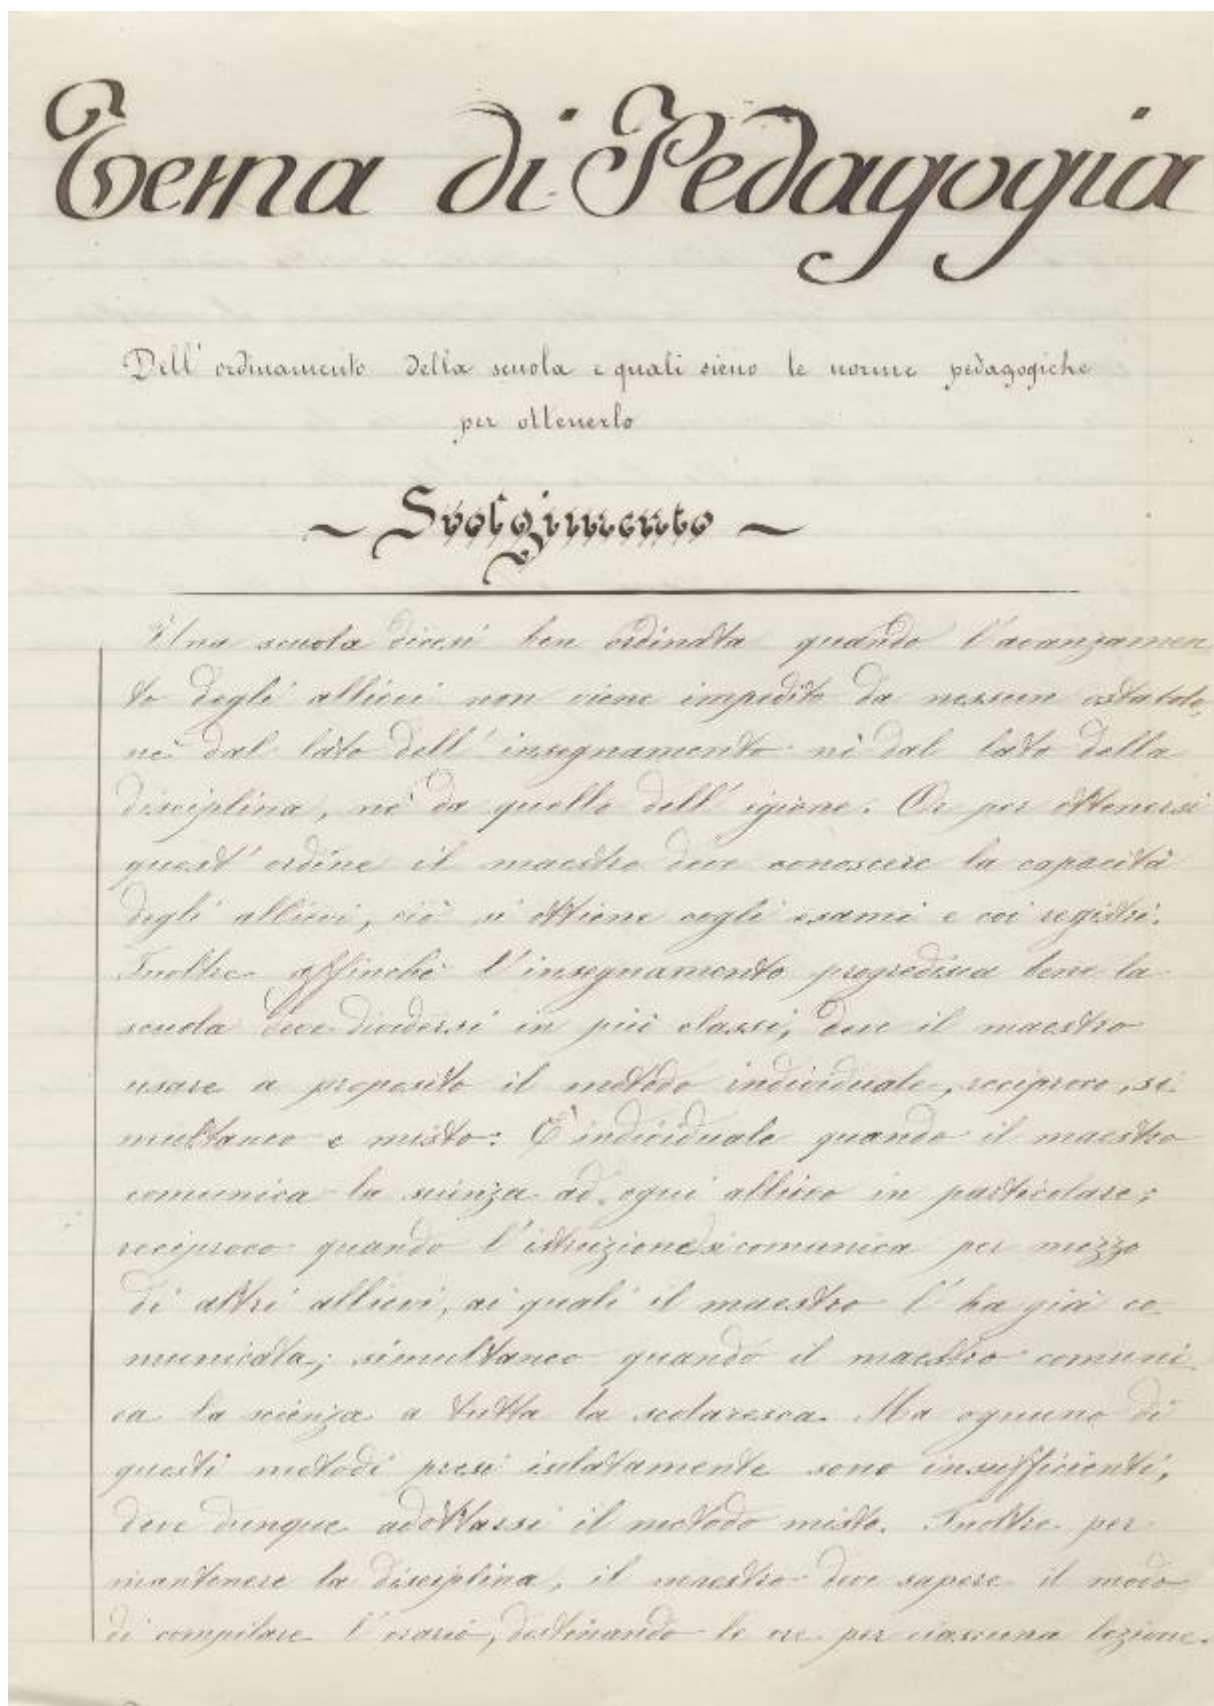 Tema di Pedagogia
Dell' ordinamento della scuola e quali sieno le norme pedagogiche
per ottenerlo
~ Svolgimento ~
Una scuola dicesi ben ordinata quando l'avanzamen
to degli allievi non viene impedito da nessun ostacolo,
nè dal lato dell' insegnamento nè dal lato della
disciplina, nè da quello dell' igiene. Or per ottenersi
quest' ordine il maestro deve conoscere la capacità
degli allievi, ciò si ottiene cogli esami e coi registri.
Inoltre affinchè l'insegnamento progredisca bene la
scuola deve dividersi in più classi, deve il maestro
usare a proposito il metodo individuale, reciproco, si
multaneo e misto: È individuale quando il maestro
comunica la scienza ad ogni allievo in particolare;
reciproco quando l'istruzione si comunica per mezzo
di altri allievi, ai quali il maestro l' ha già co
municata; simultaneo quando il maestro comuni
ca la scienza a tutta la scolaresca. Ma ognuno di
questi metodi presi isolatamente sono insufficienti,
deve dunque adottarsi il metodo misto. Inoltre per
mantenere la disciplina, il maestro deve sapere il modo
di compilare l' orario, destinando le ore per ciascuna lezione.